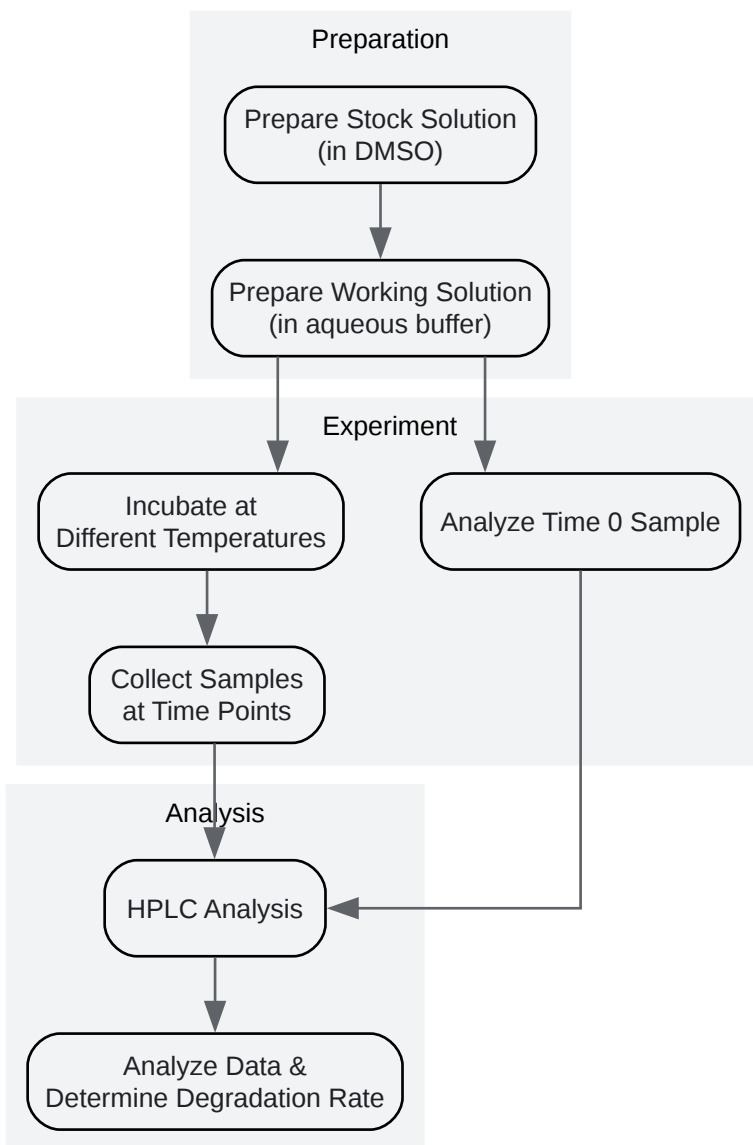 Preparation
Prepare Stock Solution
(in DMSO)
Prepare Working Solution
(in aqueous buffer)
Experiment
Incubate at
Different Temperatures
Analyze Time 0 Sample
Collect Samples
at Time Points
Analysis
HPLC Analysis
Analyze Data &
Determine Degradation Rate